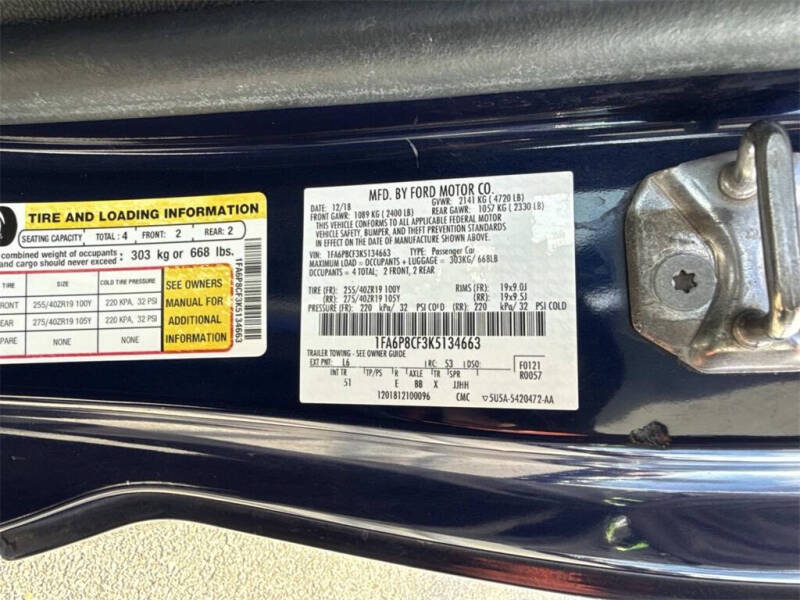 TIRE AND LOADING INFORMATION
SEATING CAPACITY TOTAL : 4 FRONT: 2 REAR: 2
combined weight of occupants
and cargo should never exceed : 303 kg or 668 lbs.
TIRE SIZE COLD TIRE PRESSURE
FRONT 255/40ZR19 100Y 220 KPA, 32 PSI
REAR 275/40ZR19 105Y 220 KPA, 32 PSI
SPARE NONE NONE
SEE OWNERS
MANUAL FOR
ADDITIONAL
INFORMATION
1FA6P8CF3K5134663
MFD. BY FORD MOTOR CO.
12/18 GVWR: 2141 KG ( 4720 LB)
FRONT GAWR: 1089 KG ( 2400 LB) REAR GAWR: 1057 KG ( 2330 LB)
THIS VEHICLE CONFORMS TO ALL APPLICABLE FEDERAL MOTOR
VEHICLE SAFETY, BUMPER, AND THEFT PREVENTION STANDARDS
IN EFFECT ON THE DATE OF MANUFACTURE SHOWN ABOVE.
VIN: 1FA6P8CF3K5134663 TYPE: Passenger Car
MAXIMUM LOAD = OCCUPANTS + LUGGAGE = 303KG/ 668LB
OCCUPANTS = 4 TOTAL: 2 FRONT, 2 REAR
TIRE (FR): 255/40ZR19 100Y RIMS (FR): 19x9.0J
(RR): 275/40ZR19 105Y (RR): 19x9.5J
PRESSURE (FR): 220 kPa/ 32 PSI COLD (RR): 220 kPa/ 32 PSI COLD
1FA6P8CF3K5134663
TRAILER TOWING - SEE OWNER GUIDE
EXT PNT: L6 RC: 53 DSO: F0121
INT TR TP/PS R AXLE TR SPR R0057
51 E BB X JJHH
1201812100096 CMC ▽5U5A-5420472-AA